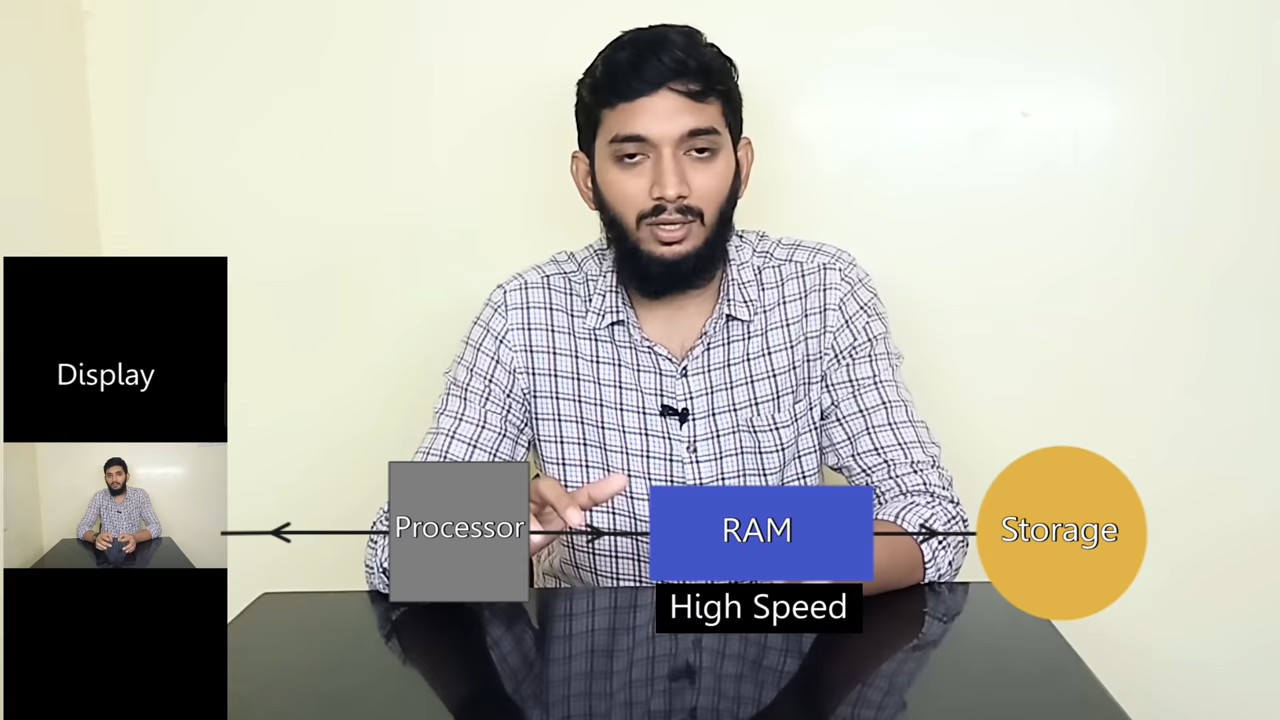 Display
Processor
RAM
Storage
High Speed